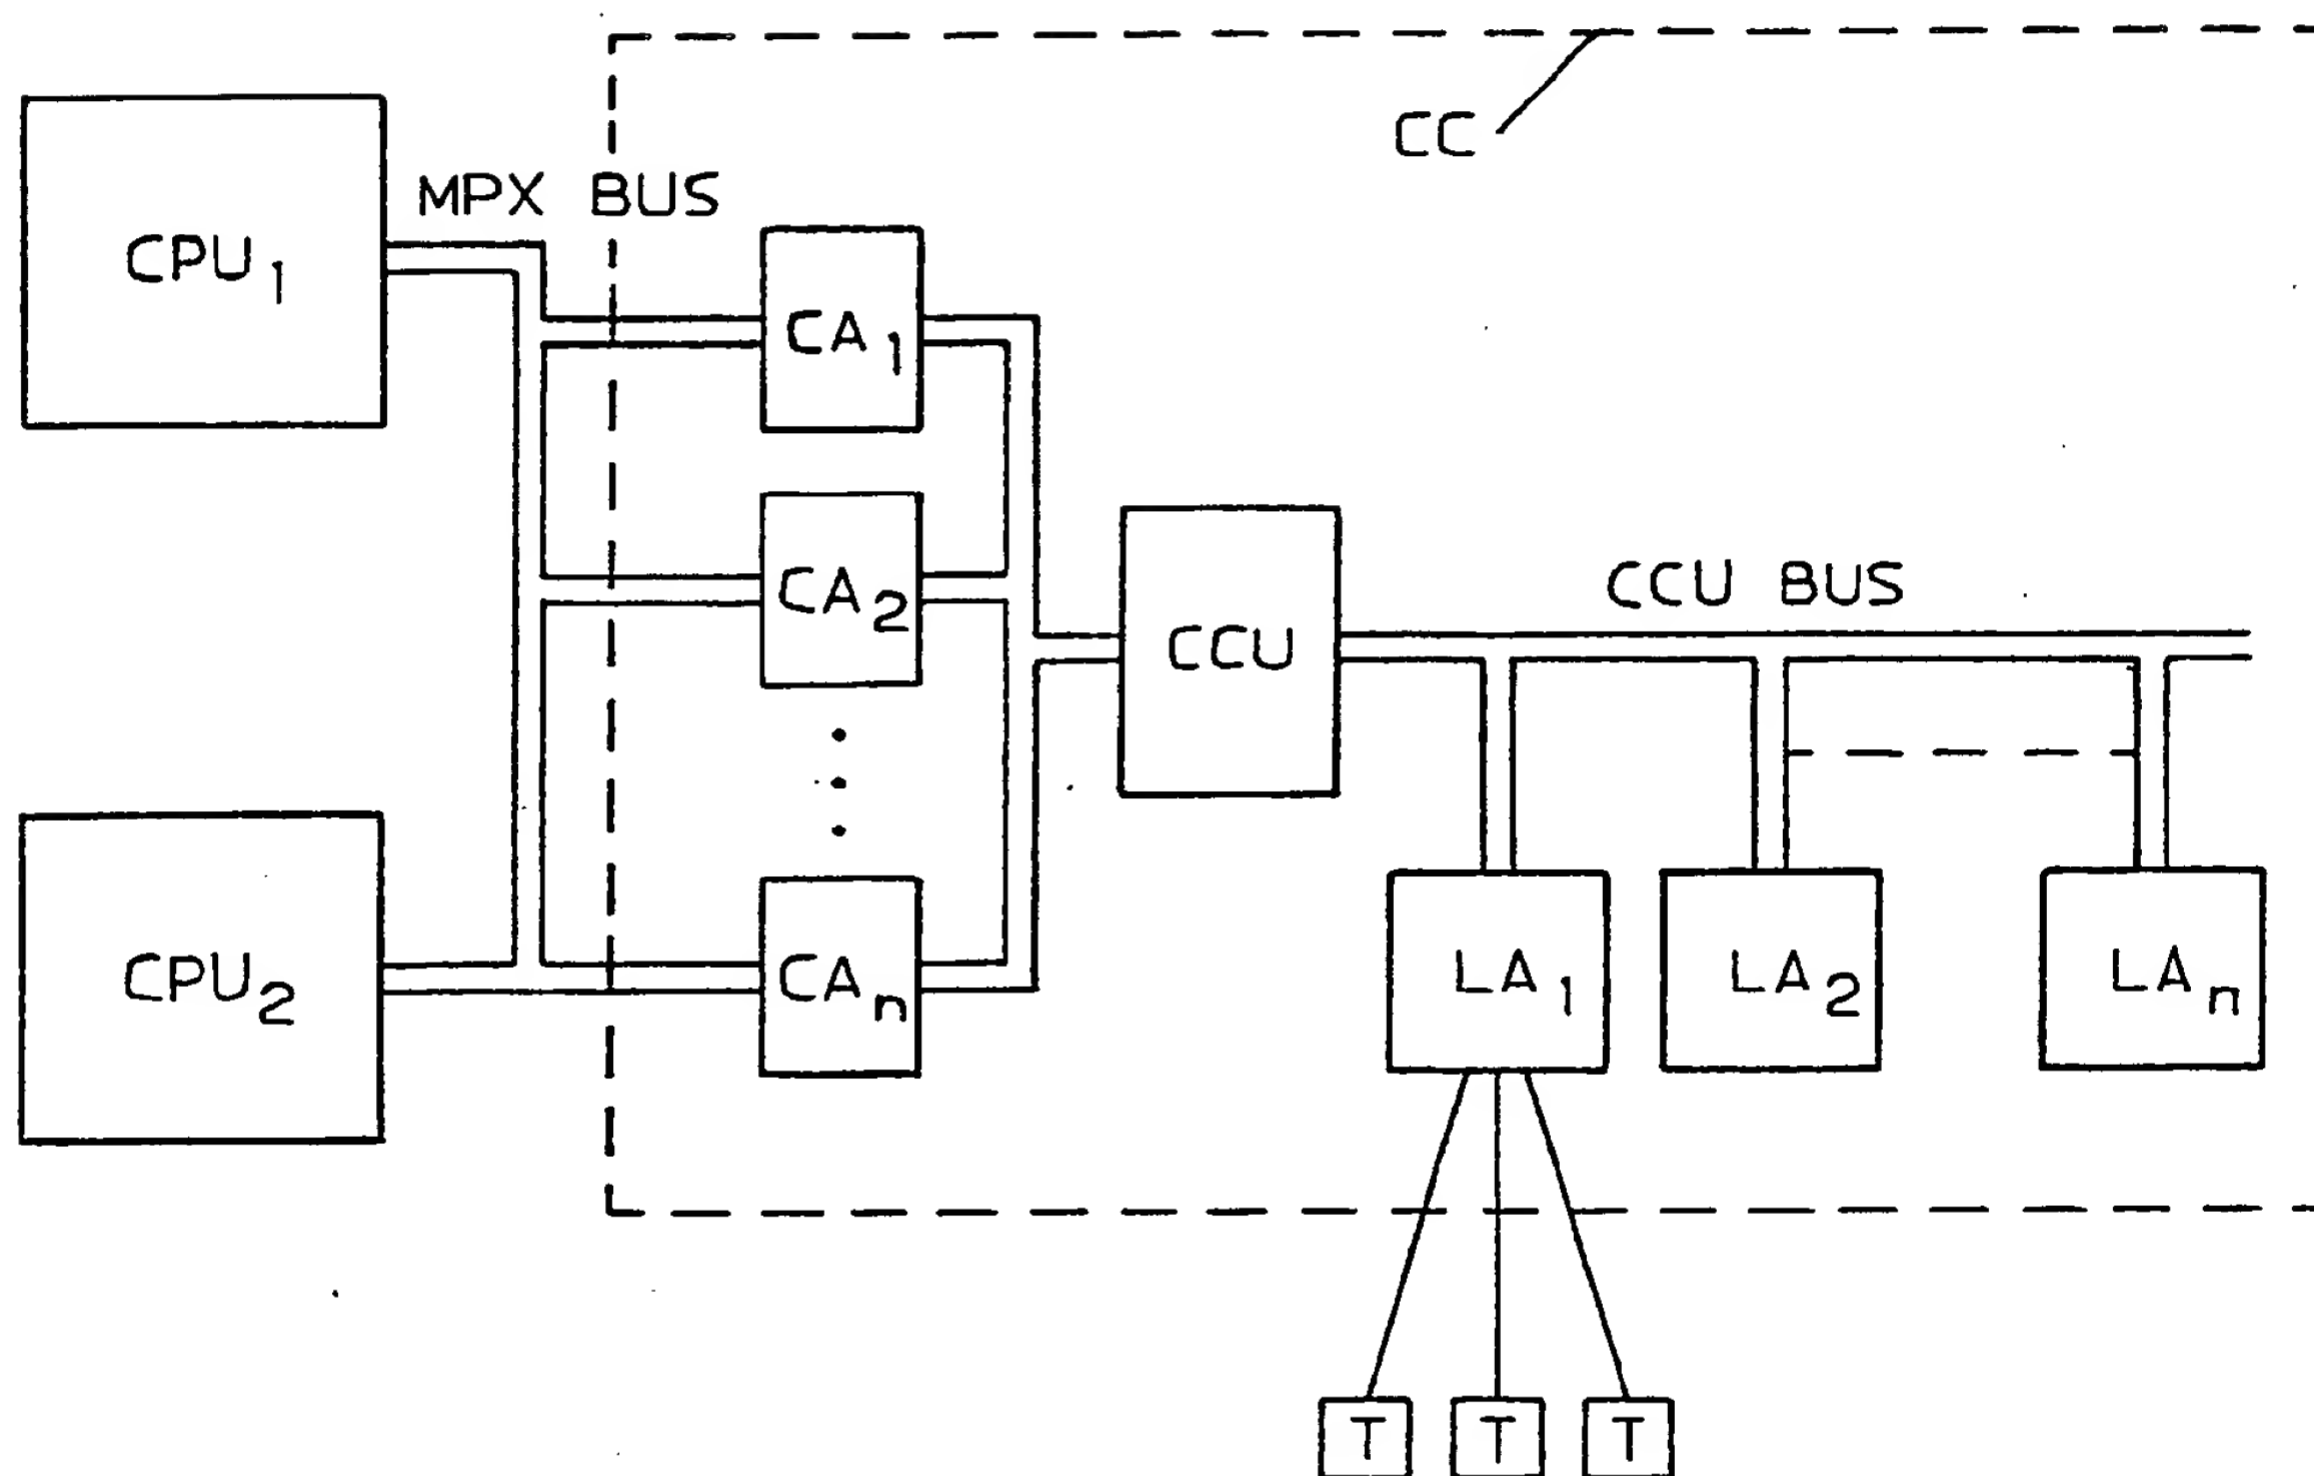 CC
MPX BUS
CPU1
CA1
CA2
CCU BUS
CCU
CPU2
CAn
LA1
LA2
LAn
T
T
T